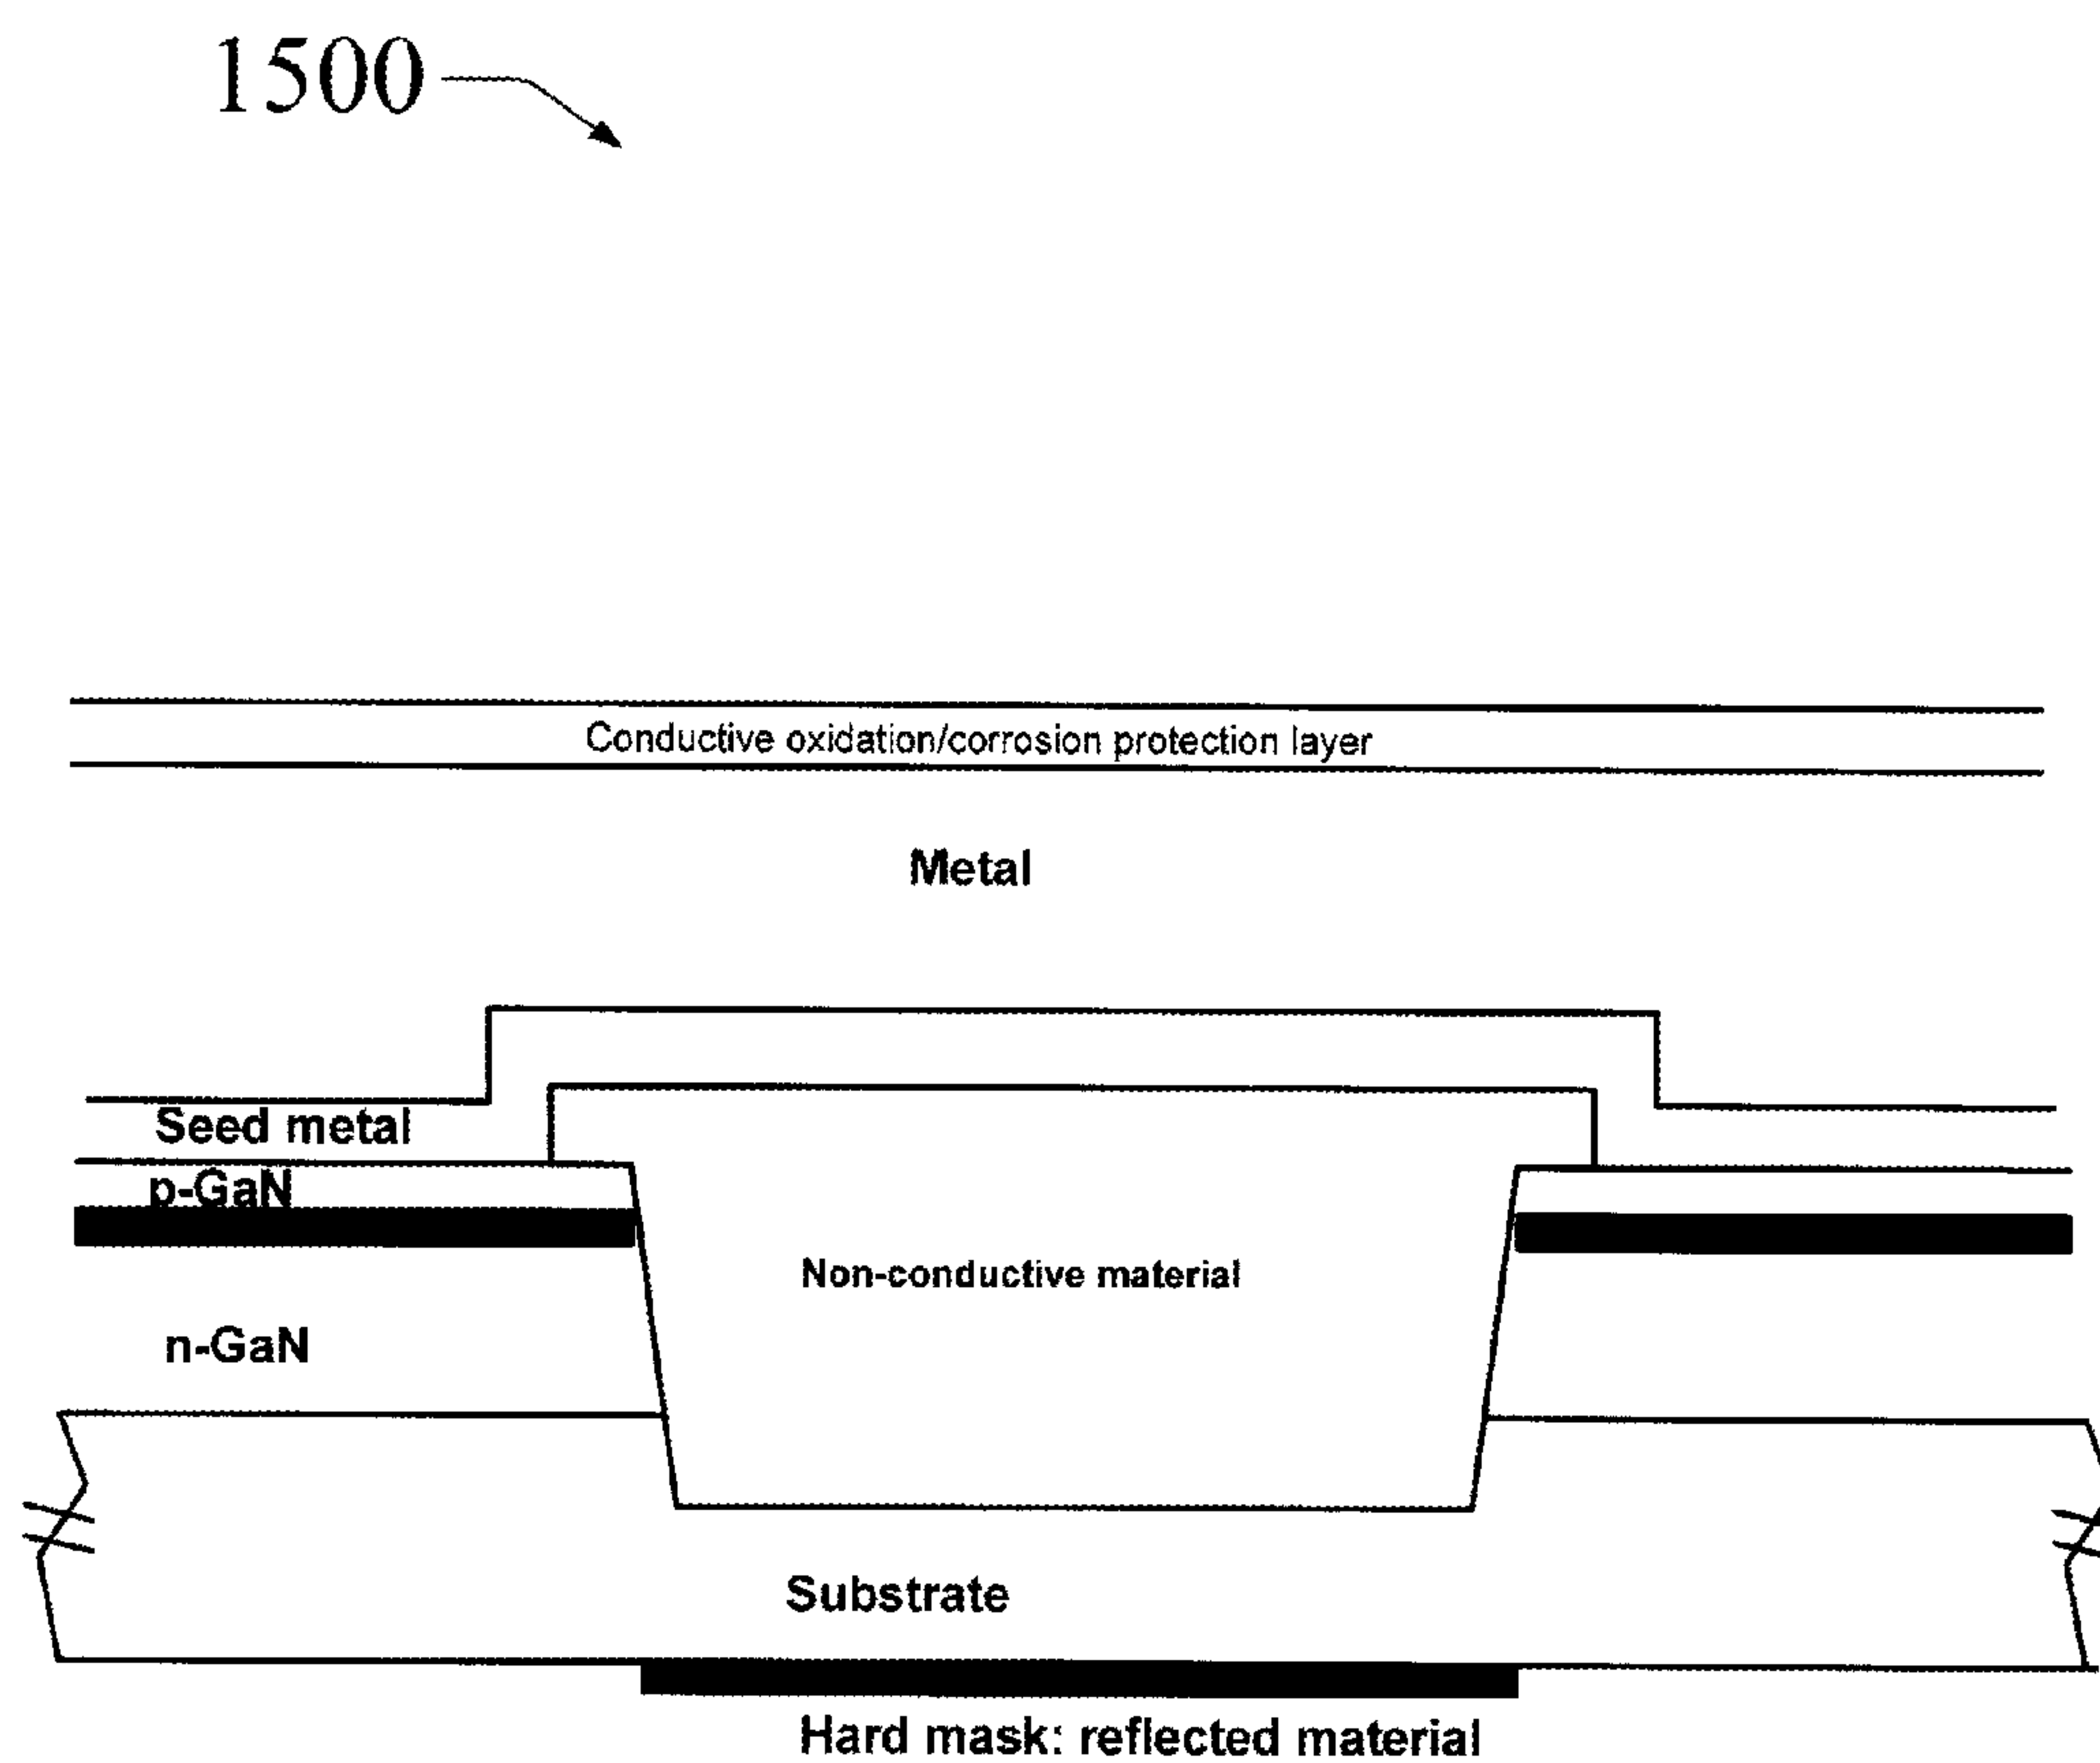 1500
Conductive oxidation/corrosion protection layer
Metal
Seed metal
p-GaN
Non-conductive material
n-GaN
Substrate
Hard mask: reflected material